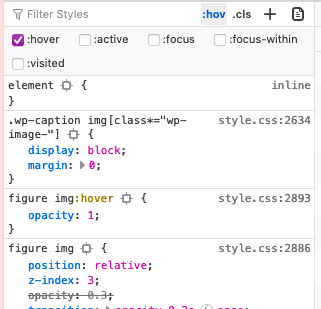 Filter Styles :hov .cls +
:hover :active :focus :focus-within
:visited
element { inline
}
.wp-caption img[class*="wp- style.css:2634
image-"] {
display: block;
margin: 0;
}
figure img:hover { style.css:2893
opacity: 1;
}
figure img { style.css:2886
position: relative;
z-index: 3;
opacity: 0.3;